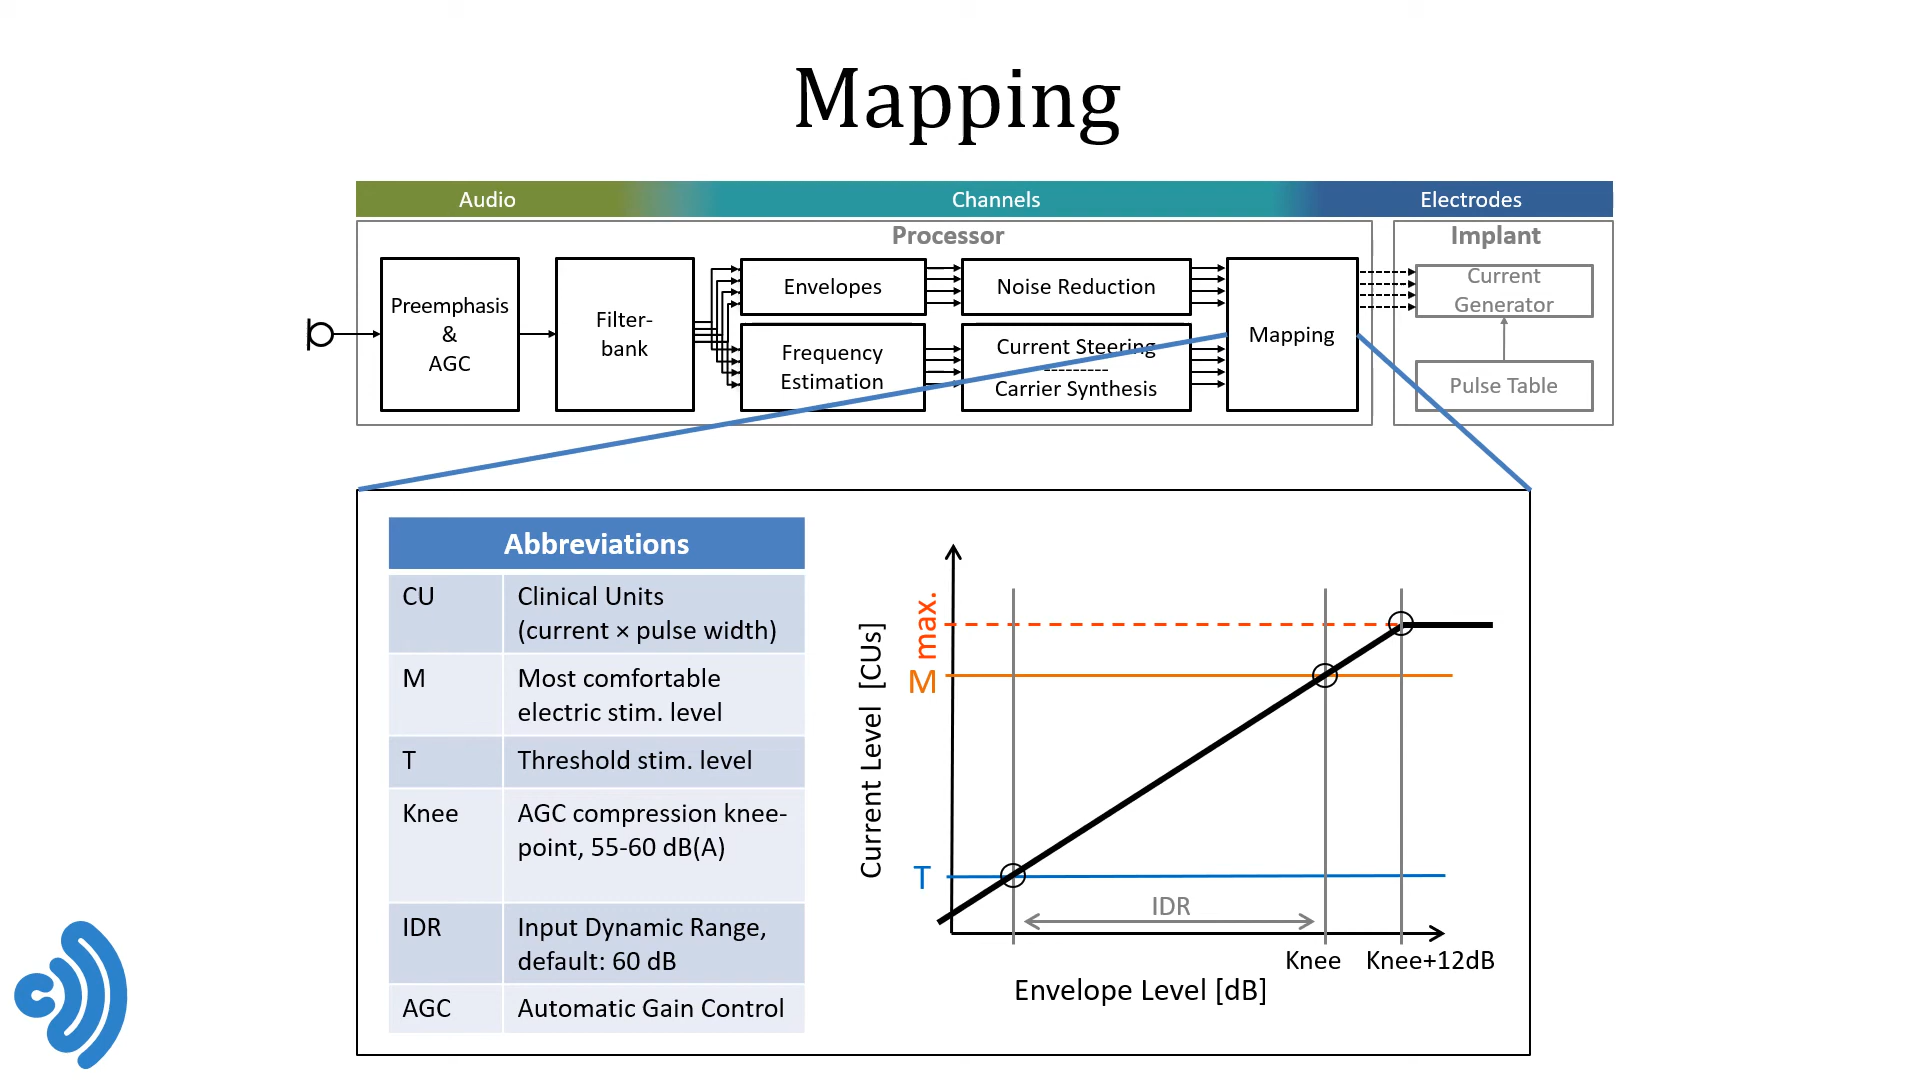 Mapping
Audio
Channels
Electrodes
Processor
Implant
Preemphasis
&
AGC
Filter-
bank
Envelopes
Frequency
Estimation
Noise Reduction
Current Steering
---------
Carrier Synthesis
Mapping
Current
Generator
Pulse Table
Abbreviations
CU
Clinical Units
(current × pulse width)
M
Most comfortable
electric stim. level
T
Threshold stim. level
Knee
AGC compression knee-
point, 55-60 dB(A)
IDR
Input Dynamic Range,
default: 60 dB
AGC
Automatic Gain Control
Current Level [CUs]
max.
M
T
IDR
Knee
Knee+12dB
Envelope Level [dB]